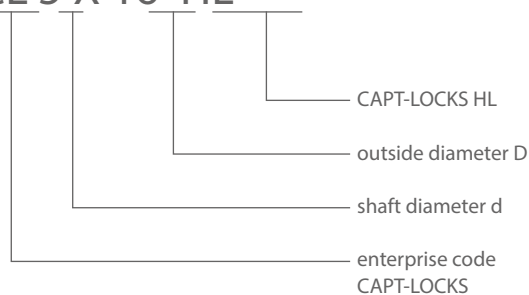 CAPT-LOCKS HL
outside diameter D
shaft diameter d
enterprise code
CAPT-LOCKS